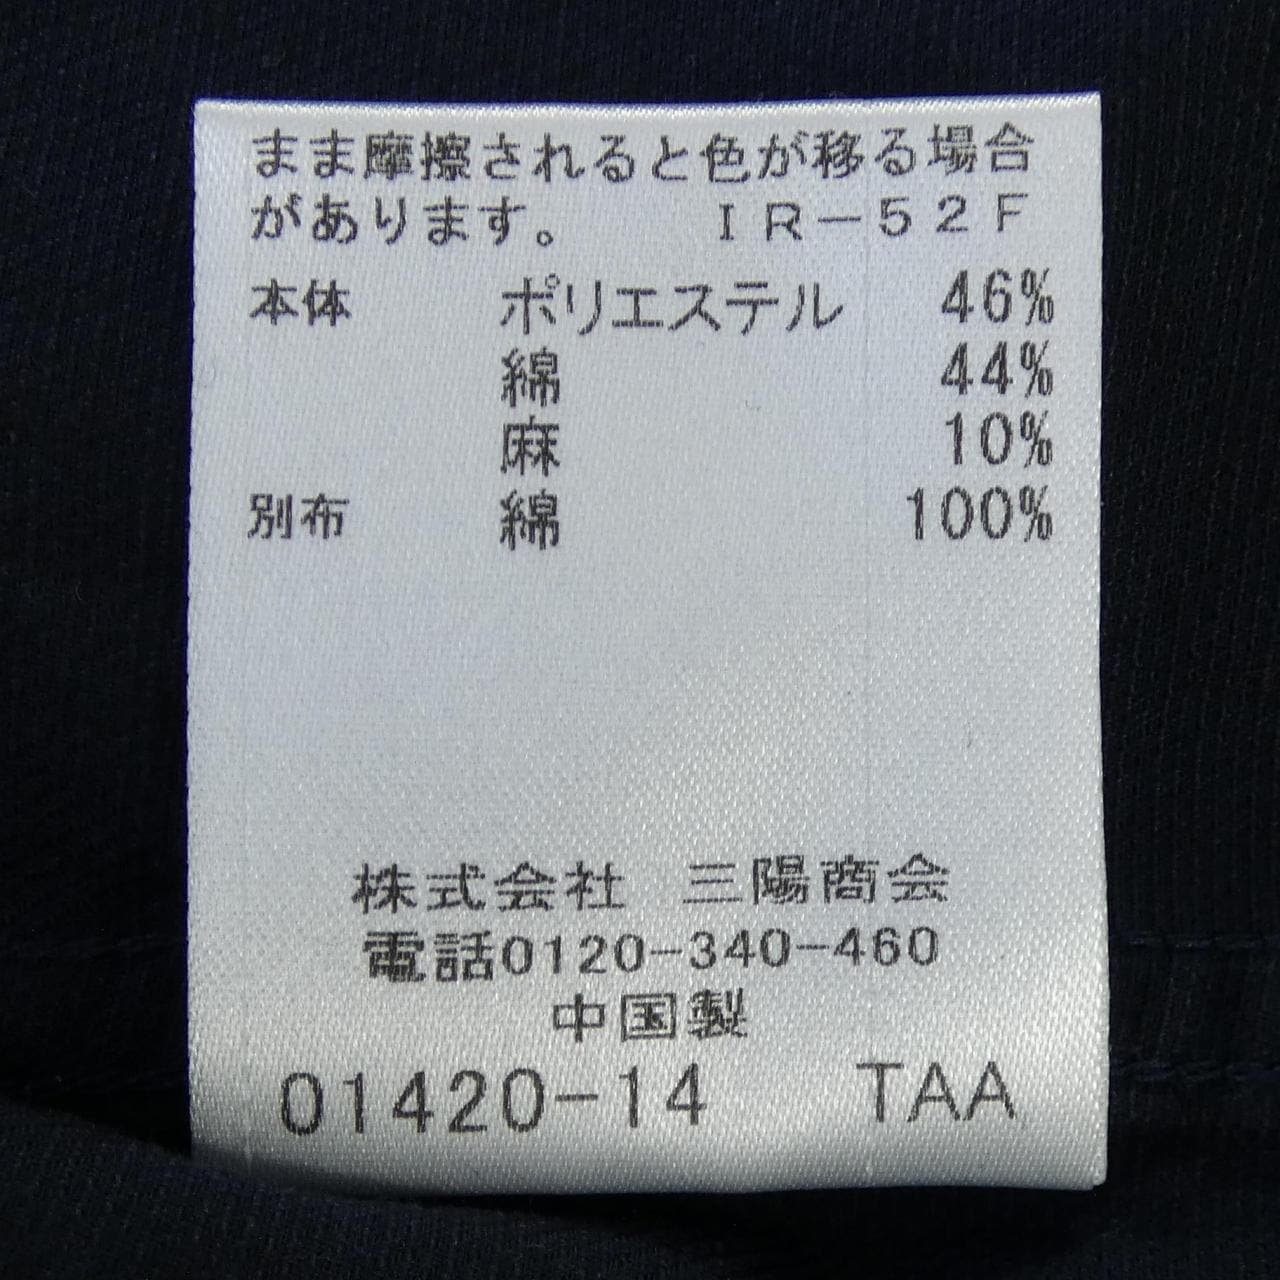 まま摩擦されると色が移る場合
があります。 ＩＲ－５２Ｆ
本体 ポリエステル 46%
綿 44%
麻 10%
別布 綿 100%
株式会社 三陽商会
電話0120-340-460
中国製
01420-14 TAA